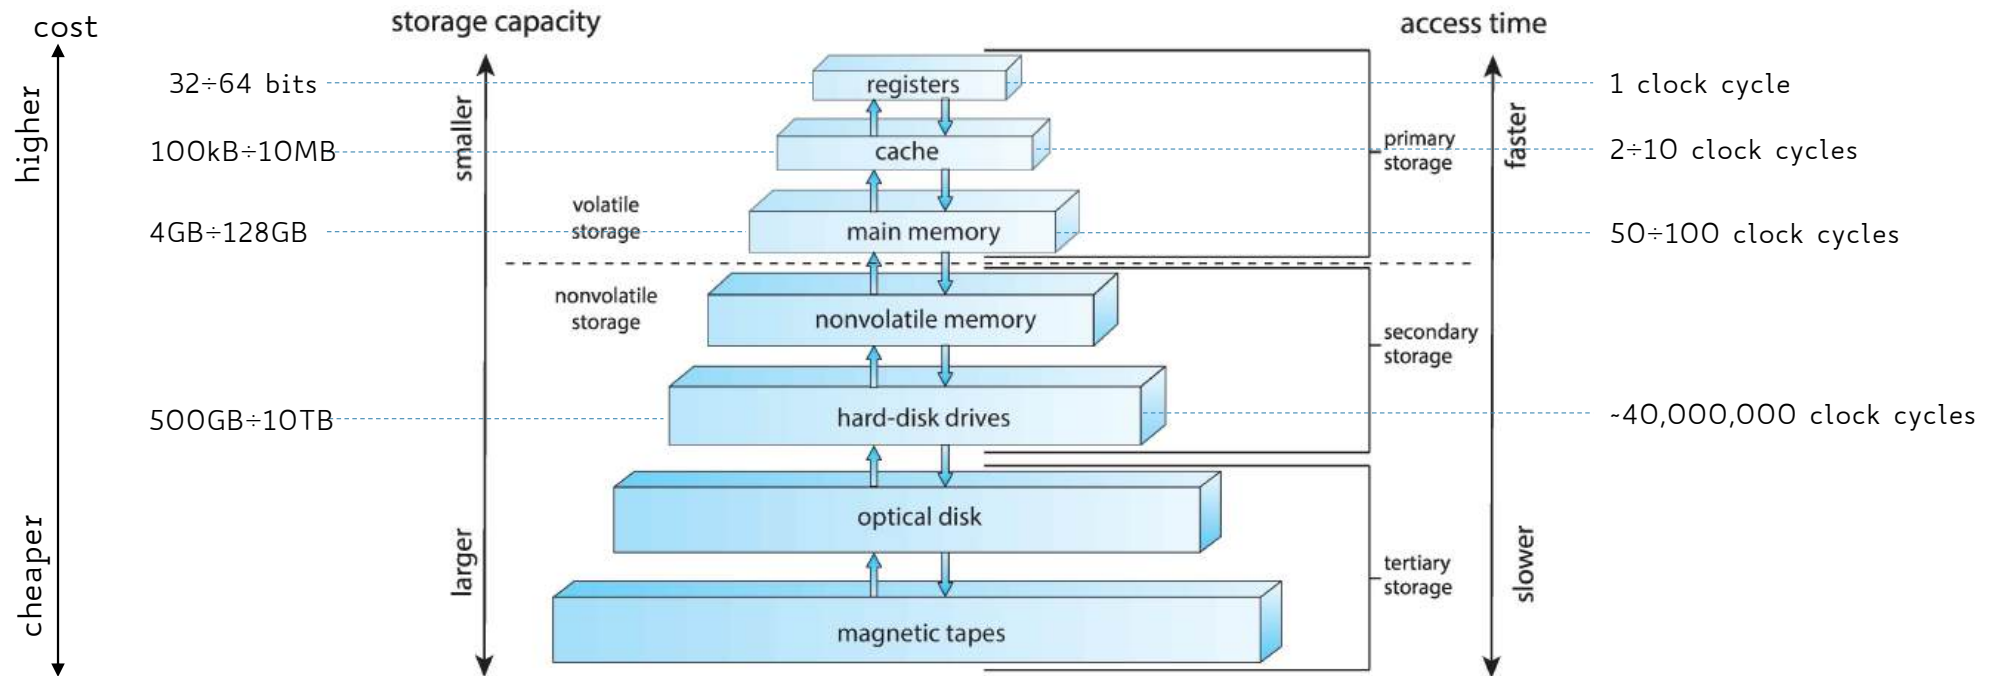 cost
storage capacity
access time
higher
cheaper
smaller
larger
faster
slower
32÷64 bits
registers
1 clock cycle
100kB÷10MB
cache
primary
storage
2÷10 clock cycles
volatile
storage
4GB÷128GB
main memory
50÷100 clock cycles
nonvolatile
storage
nonvolatile memory
secondary
storage
500GB÷10TB
hard-disk drives
~40,000,000 clock cycles
optical disk
tertiary
storage
magnetic tapes